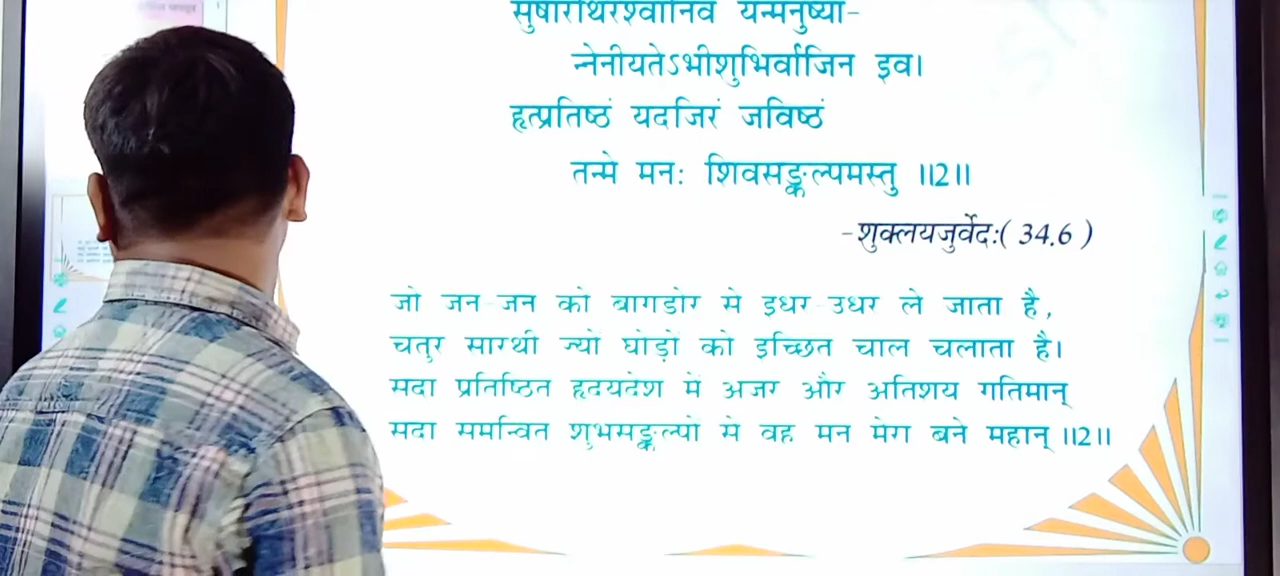 सुषारथिरश्वानिव यन्मनुष्या-
न्नेनीयतेऽभीशुभिर्वाजिन इव।
हृत्प्रतिष्ठं यदजिरं जविष्ठं
तन्मे मनः शिवसङ्कल्पमस्तु ॥2॥
-शुक्लयजुर्वेदः( 34.6 )
जो जन-जन को बागडोर से इधर-उधर ले जाता है,
चतुर सारथी ज्यों घोड़ों को इच्छित चाल चलाता है।
सदा प्रतिष्ठित हृदयदेश में अजर और अतिशय गतिमान्
सदा समन्वित शुभसङ्कल्पों से वह मन मेरा बने महान् ॥2॥